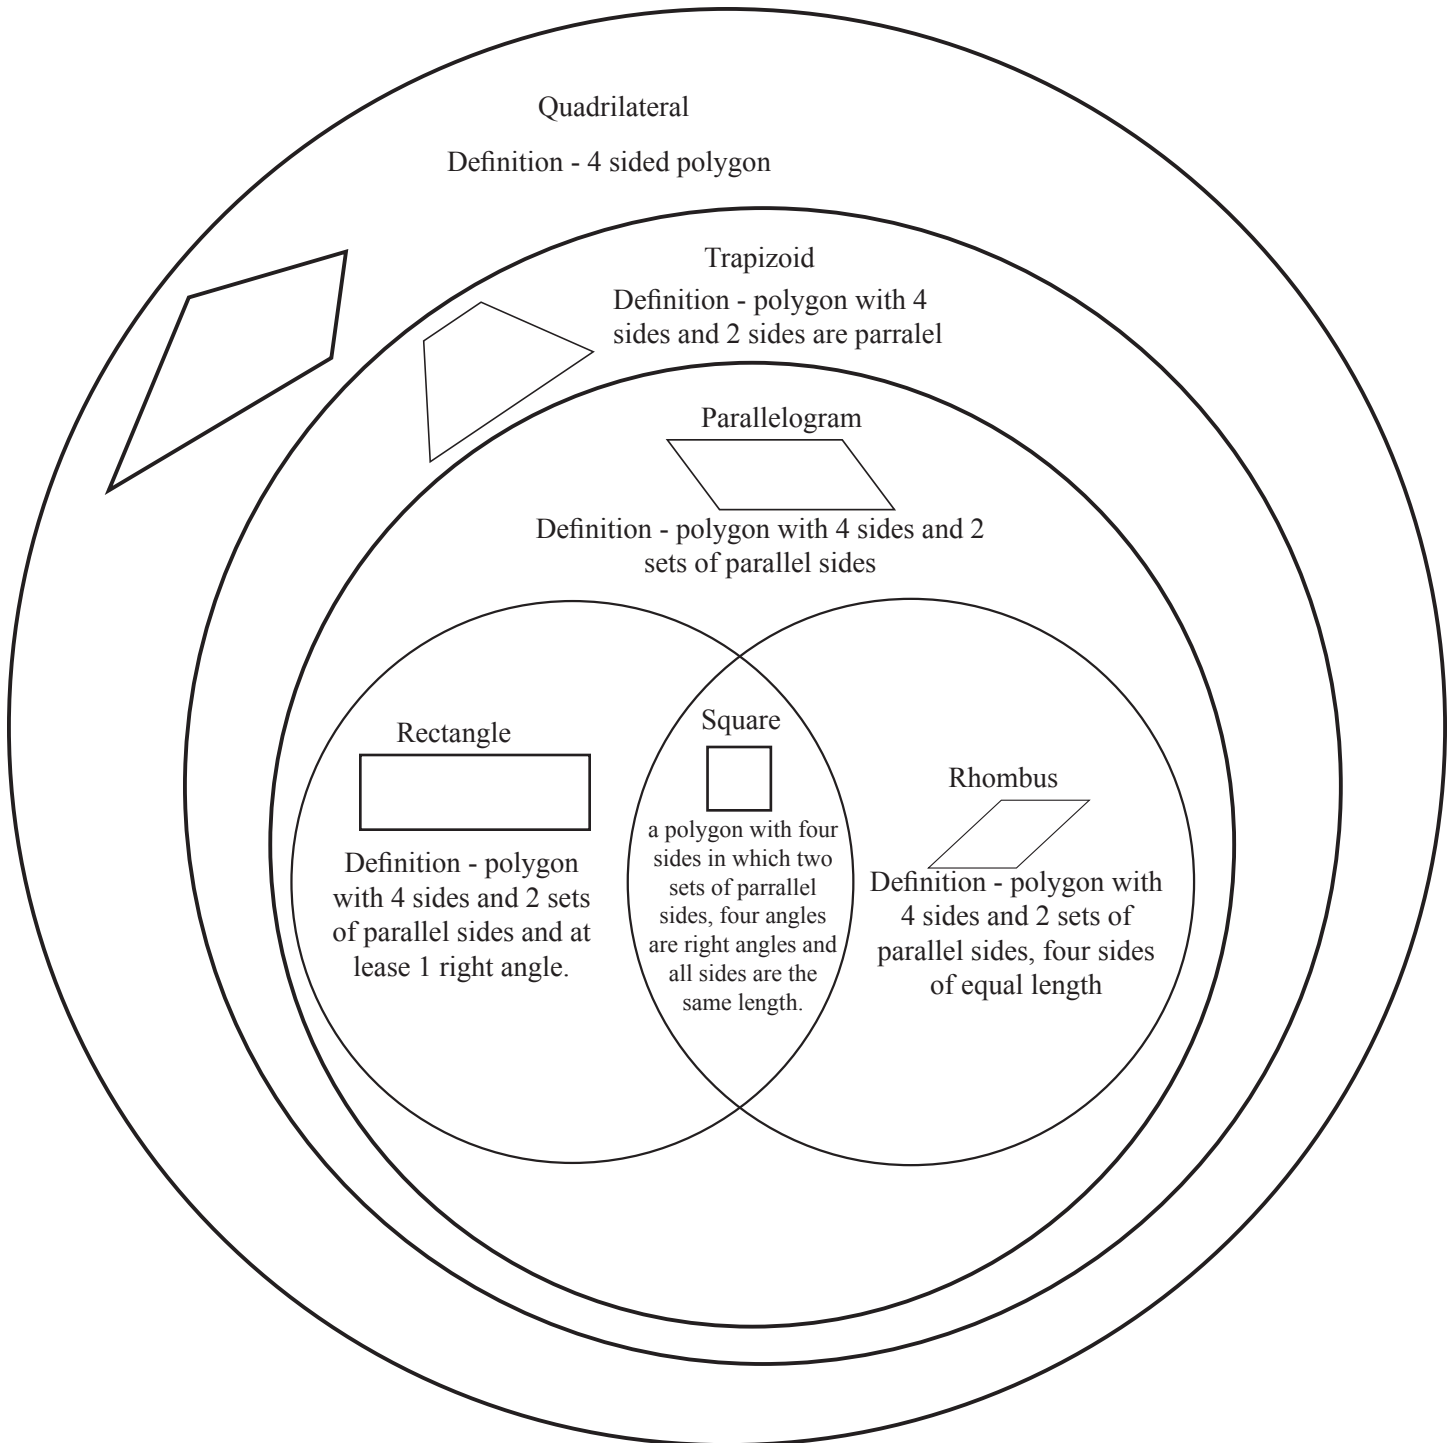 Quadrilateral
Definition - 4 sided polygon
Trapizoid
Definition - polygon with 4
sides and 2 sides are parralel
Parallelogram
Definition - polygon with 4 sides and 2
sets of parallel sides
Rectangle
Definition - polygon
with 4 sides and 2 sets
of parallel sides and at
lease 1 right angle.
Square
a polygon with four
sides in which two
sets of parrallel
sides, four angles
are right angles and
all sides are the
same length.
Rhombus
Definition - polygon with
4 sides and 2 sets of
parallel sides, four sides
of equal length